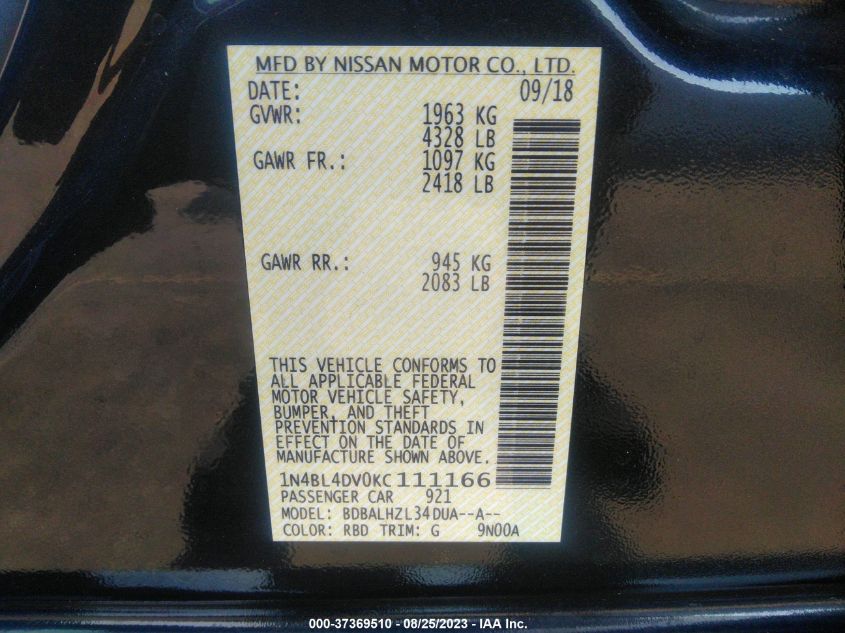 MFD BY NISSAN MOTOR CO., LTD.
DATE: 09/18
GVWR: 1963 KG
4328 LB
GAWR FR.: 1097 KG
2418 LB
GAWR RR.: 945 KG
2083 LB
THIS VEHICLE CONFORMS TO
ALL APPLICABLE FEDERAL
MOTOR VEHICLE SAFETY,
BUMPER, AND THEFT
PREVENTION STANDARDS IN
EFFECT ON THE DATE OF
MANUFACTURE SHOWN ABOVE.
1N4BL4DV0KC111166
PASSENGER CAR 921
MODEL: BDBALHZL34DUA--A--
COLOR: RBD TRIM: G 9N00A
000-37369510 - 08/25/2023 - IAA Inc.